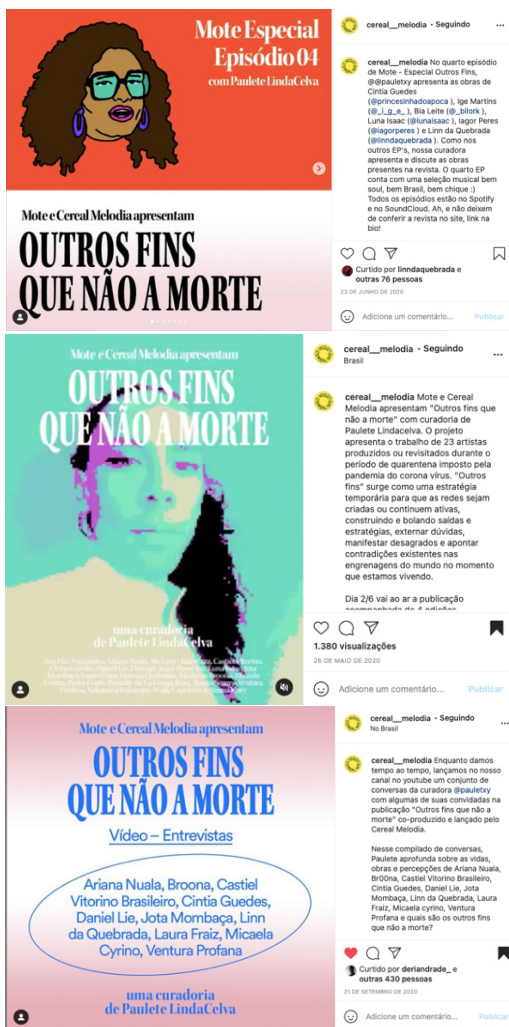 Mote Especial
Episódio 04
com Paulete LindaCelva
Mote e Cereal Melodia apresentam
OUTROS FINS
QUE NÃO A MORTE
cereal__melodia • Seguindo
cereal__melodia No quarto episódio
de Mote - Especial Outros Fins,
@@pauletxy apresenta as obras de
Cintia Guedes
(@princesinhadoapoca ), Ige Martins
(@_i_g_e_ ), Bia Leite (@_bilork ),
Luna Isaac (@lunaisaac ), Iagor Peres
(@iagorperes ) e Linn da Quebrada
(@linndaquebrada ). Como nos
outros EP's, nossa curadora
apresenta e discute as obras
presentes na revista. O quarto EP
conta com uma seleção musical bem
soul, bem Brasil, bem chique :)
Todos os episódios estão no Spotify
e no SoundCloud. Ah, e não deixem
de conferir a revista no site, link na
bio!
Curtido por linndaquebrada e
outras 76 pessoas
23 DE JUNHO DE 2020
Adicione um comentário...
Publicar
Mote e Cereal Melodia apresentam
OUTROS FINS
QUE NÃO A MORTE
uma curadoria
de Paulete LindaCelva
cereal__melodia • Seguindo
Brasil
cereal__melodia Mote e Cereal
Melodia apresentam "Outros fins que
não a morte" com curadoria de
Paulete Lindacelva. O projeto
apresenta o trabalho de 23 artistas
produzidos ou revisitados durante o
período de quarentena imposto pela
pandemia do corona vírus. "Outros
fins" surge como uma estratégia
temporária para que as redes sejam
criadas ou continuem ativas,
construindo e bolando saídas e
estratégias, externar dúvidas,
manifestar desagrados e apontar
contradições existentes nas
engrenagens do mundo no momento
que estamos vivendo.
Dia 2/6 vai ao ar a publicação
acompanhada de 4 edições
1.380 visualizações
26 DE MAIO DE 2020
Adicione um comentário...
Publicar
Mote e Cereal Melodia apresentam
OUTROS FINS
QUE NÃO A MORTE
Vídeo – Entrevistas
Ariana Nuala, Broona, Castiel
Vitorino Brasileiro, Cintia Guedes,
Daniel Lie, Jota Mombaça, Linn
da Quebrada, Laura Fraiz, Micaela
Cyrino, Ventura Profana
uma curadoria
de Paulete LindaCelva
cereal__melodia • Seguindo
No Brasil
cereal__melodia Enquanto damos
tempo ao tempo, lançamos no nosso
canal no youtube um conjunto de
conversas da curadora @pauletxy
com algumas de suas convidadas na
publicação "Outros fins que não a
morte" co-produzido e lançado pelo
Cereal Melodia.
Nesse compilado de conversas,
Paulete aprofunda sobre as vidas,
obras e percepções de Ariana Nuala,
Br00na, Castiel Vitorino Brasileiro,
Cintia Guedes, Daniel Lie, Jota
Mombaça, Linn da Quebrada, Laura
Fraiz, Micaela cyrino, Ventura
Profana e quais são os outros fins
que não a morte?
Curtido por deriandrade_ e
outras 430 pessoas
21 DE SETEMBRO DE 2020
Adicione um comentário...
Publicar